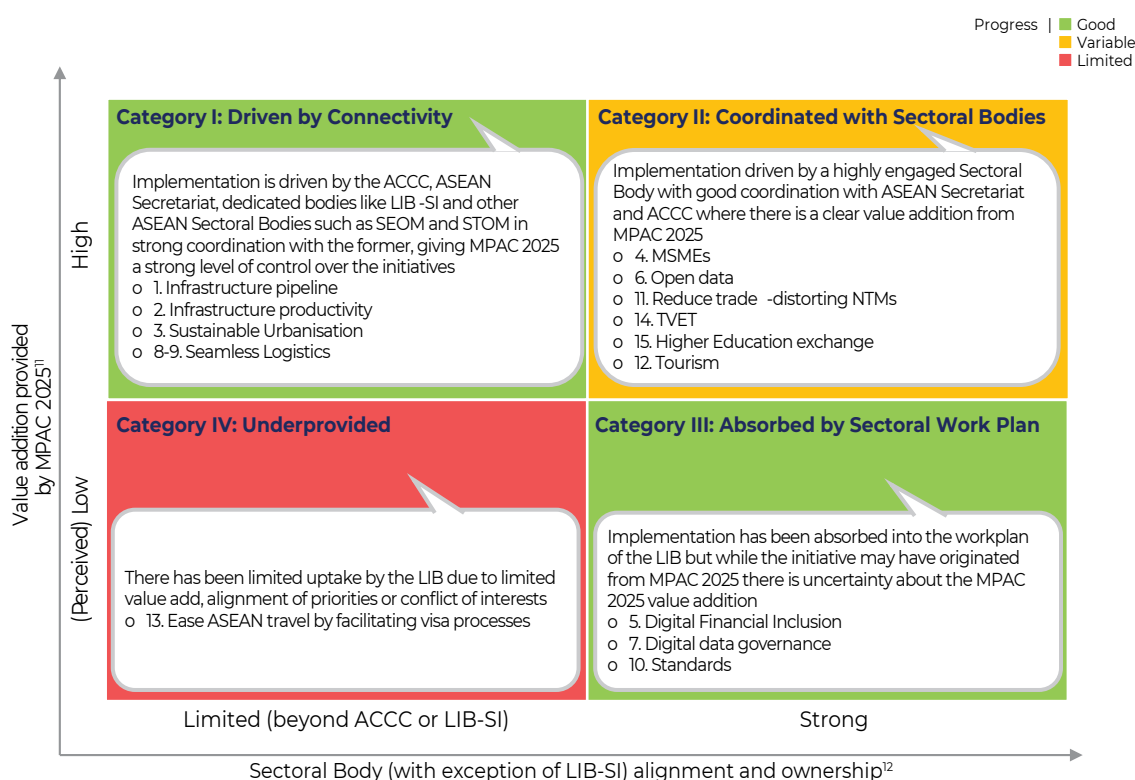 Progress | Good
Variable
Limited
Category I: Driven by Connectivity
Implementation is driven by the ACCC, ASEAN
Secretariat, dedicated bodies like LIB -SI and other
ASEAN Sectoral Bodies such as SEOM and STOM in
strong coordination with the former, giving MPAC 2025
a strong level of control over the initiatives
o 1. Infrastructure pipeline
o 2. Infrastructure productivity
o 3. Sustainable Urbanisation
o 8-9. Seamless Logistics
Category II: Coordinated with Sectoral Bodies
Implementation driven by a highly engaged Sectoral
Body with good coordination with ASEAN Secretariat
and ACCC where there is a clear value addition from
MPAC 2025
o 4. MSMEs
o 6. Open data
o 11. Reduce trade -distorting NTMs
o 14. TVET
o 15. Higher Education exchange
o 12. Tourism
Category IV: Underprovided
There has been limited uptake by the LIB due to limited
value add, alignment of priorities or conflict of interests
o 13. Ease ASEAN travel by facilitating visa processes
Category III: Absorbed by Sectoral Work Plan
Implementation has been absorbed into the workplan
of the LIB but while the initiative may have originated
from MPAC 2025 there is uncertainty about the MPAC
2025 value addition
o 5. Digital Financial Inclusion
o 7. Digital data governance
o 10. Standards
Value addition provided
by MPAC 2025¹¹
High
(Perceived) Low
Limited (beyond ACCC or LIB-SI)
Strong
Sectoral Body (with exception of LIB-SI) alignment and ownership¹²